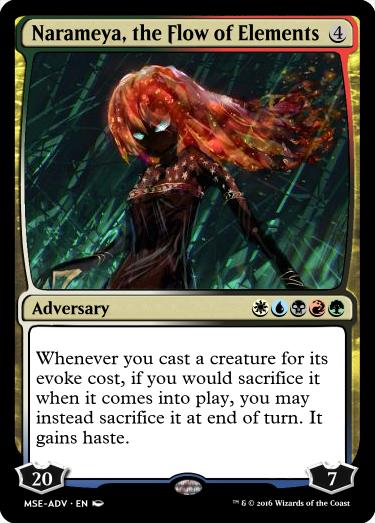 Narameya, the Flow of Elements 4
Adversary
Whenever you cast a creature for its
evoke cost, if you would sacrifice it
when it comes into play, you may
instead sacrifice it at end of turn. It
gains haste.
20
7
MSE-ADV • EN
™ & © 2016 Wizards of the Coast